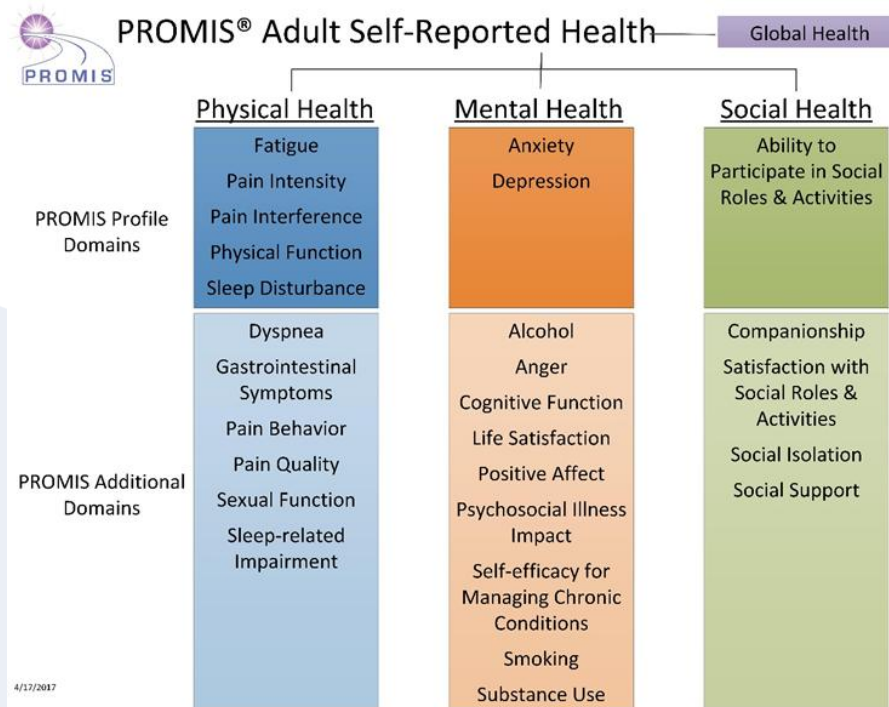 PROMIS® Adult Self-Reported Health
Global Health
PROMIS
Physical Health
Mental Health
Social Health
PROMIS Profile
Domains
Fatigue
Pain Intensity
Pain Interference
Physical Function
Sleep Disturbance
Anxiety
Depression
Ability to
Participate in Social
Roles & Activities
PROMIS Additional
Domains
Dyspnea
Gastrointestinal
Symptoms
Pain Behavior
Pain Quality
Sexual Function
Sleep-related
Impairment
Alcohol
Anger
Cognitive Function
Life Satisfaction
Positive Affect
Psychosocial Illness
Impact
Self-efficacy for
Managing Chronic
Conditions
Smoking
Substance Use
Companionship
Satisfaction with
Social Roles &
Activities
Social Isolation
Social Support
4/17/2017